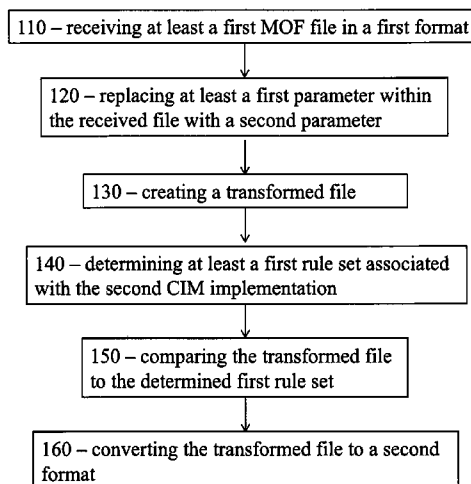 110 – receiving at least a first MOF file in a first format
120 – replacing at least a first parameter within
the received file with a second parameter
130 – creating a transformed file
140 – determining at least a first rule set associated
with the second CIM implementation
150 – comparing the transformed file
to the determined first rule set
160 – converting the transformed file to a second
format